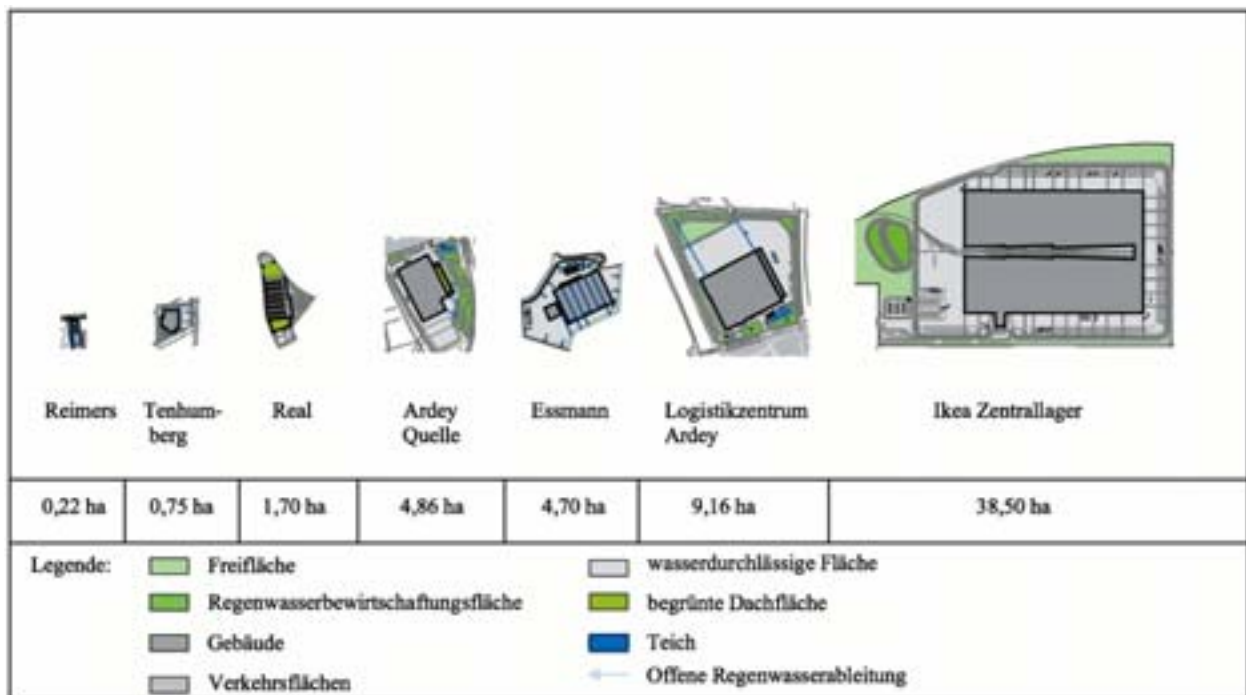 Reimers
Tenhum-
berg
Real
Ardey
Quelle
Essmann
Logistikzentrum
Ardey
Ikea Zentrallager
0,22 ha
0,75 ha
1,70 ha
4,86 ha
4,70 ha
9,16 ha
38,50 ha
Legende:
Freifläche
Regenwasserbewirtschaftungsfläche
Gebäude
Verkehrsflächen
wasserdurchlässige Fläche
begrünte Dachfläche
Teich
Offene Regenwasserableitung